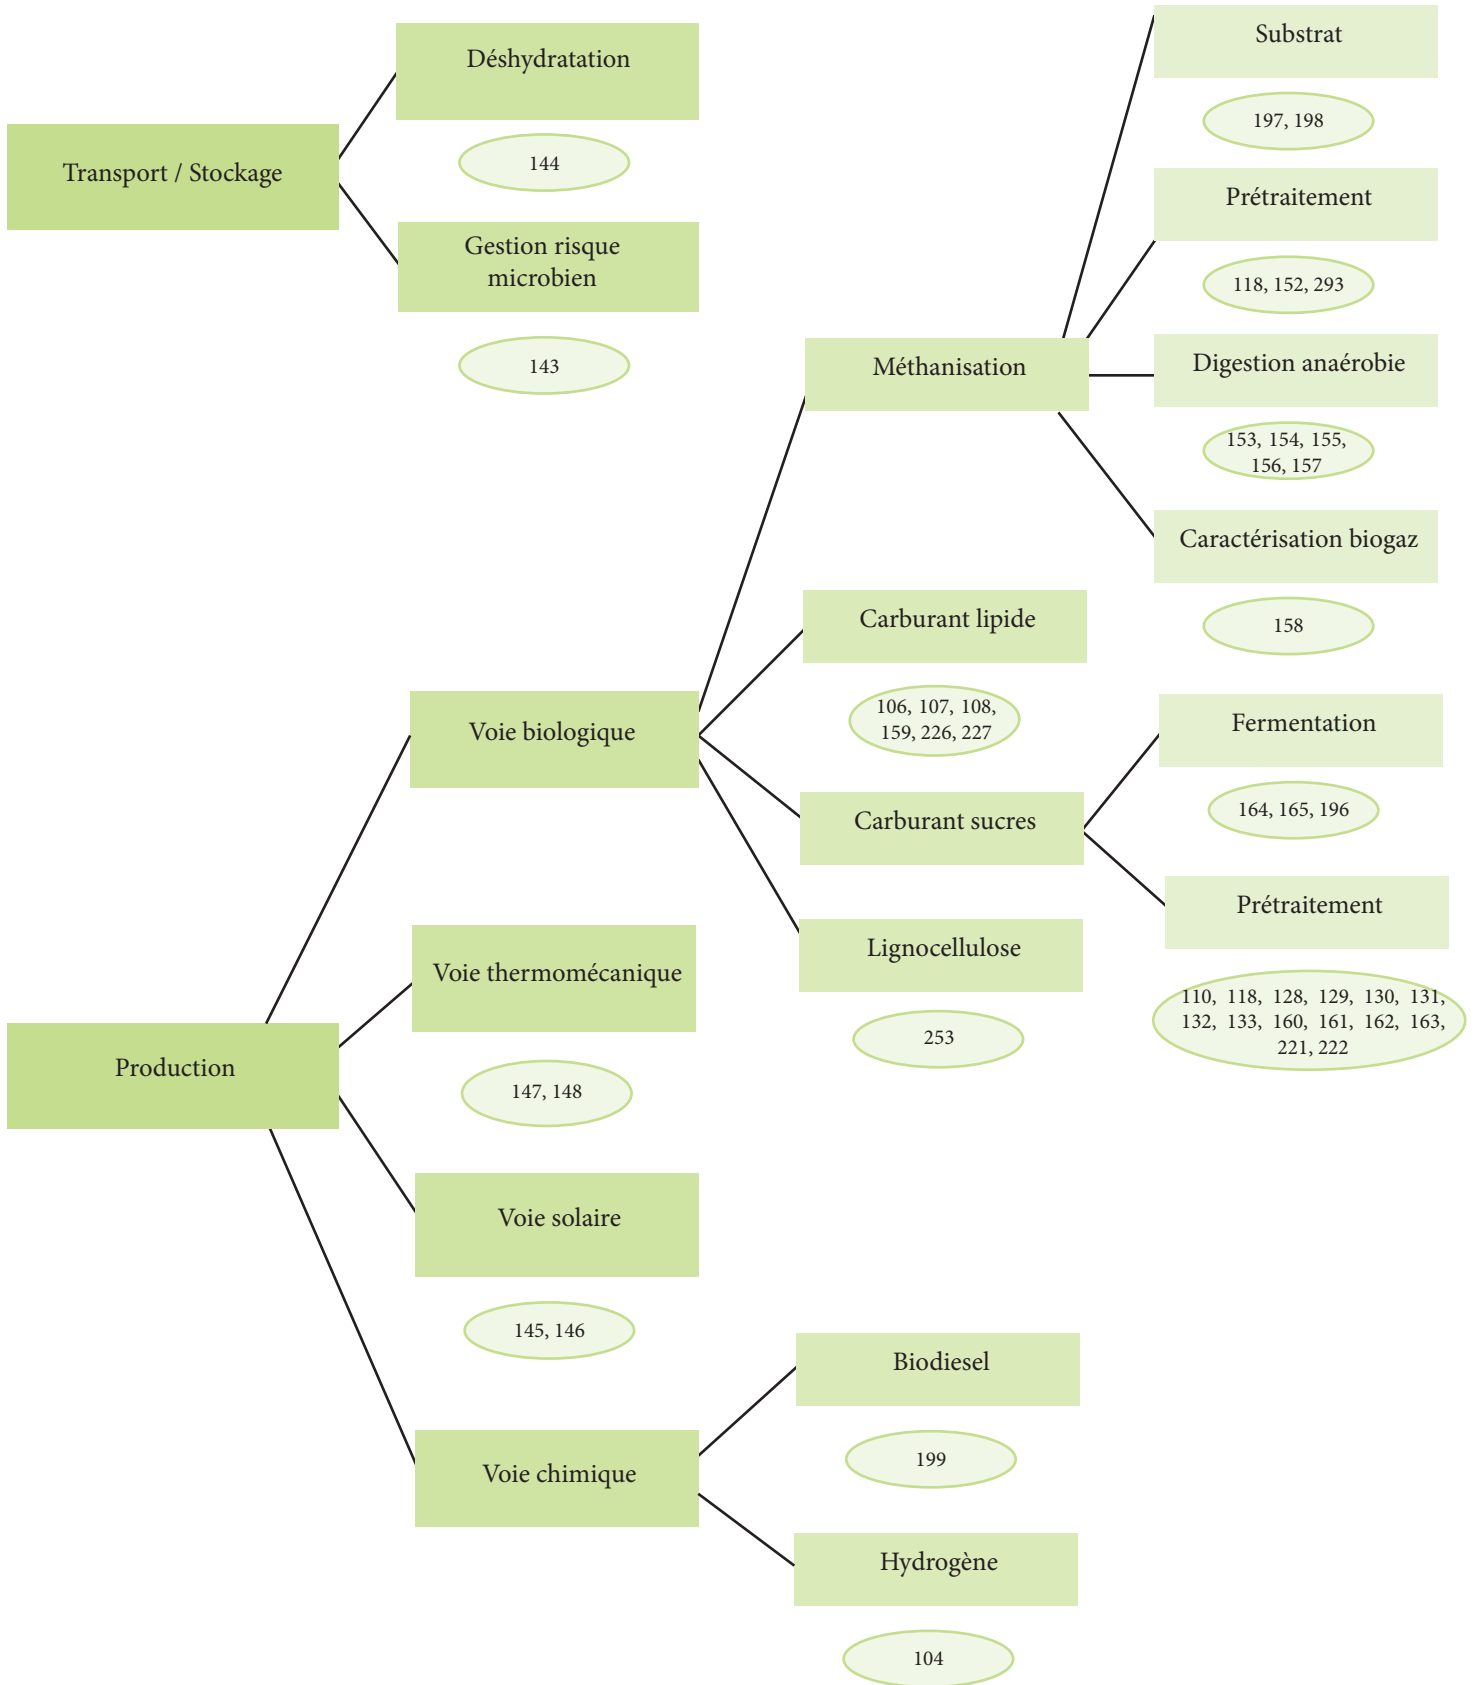 Transport / Stockage
Déshydratation
144
Gestion risque
microbien
143
Production
Voie biologique
Méthanisation
Substrat
197, 198
Prétraitement
118, 152, 293
Digestion anaérobie
153, 154, 155,
156, 157
Caractérisation biogaz
158
Carburant lipide
106, 107, 108,
159, 226, 227
Carburant sucres
Fermentation
164, 165, 196
Prétraitement
110, 118, 128, 129, 130, 131,
132, 133, 160, 161, 162, 163,
221, 222
Lignocellulose
253
Voie thermomécanique
147, 148
Voie solaire
145, 146
Voie chimique
Biodiesel
199
Hydrogène
104